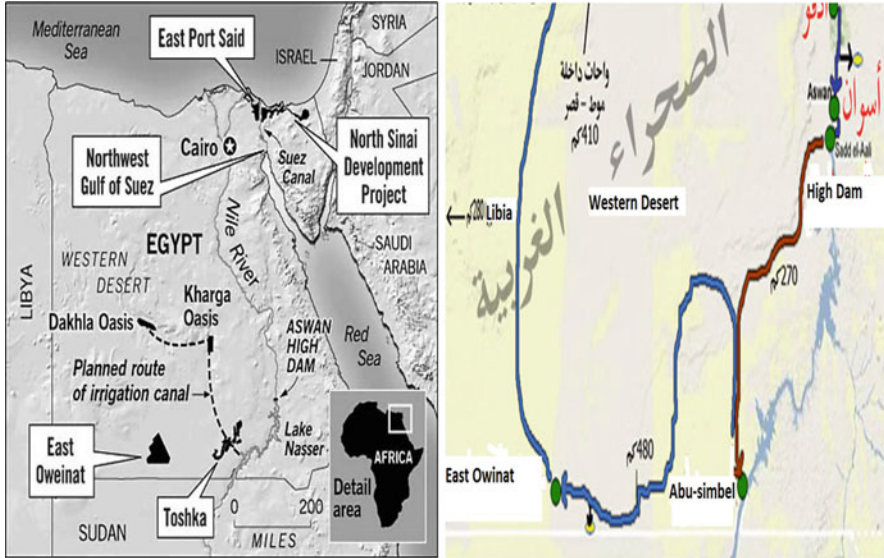 Mediterranean
Sea
East Port Said
ISRAEL
SYRIA
JORDAN
Cairo
Northwest
Gulf of Suez
Suez
Canal
North Sinai
Development
Project
Nile River
EGYPT
SAUDI
ARABIA
LIBYA
WESTERN
DESERT
Kharga
Oasis
Dakhla Oasis
Red
Sea
ASWAN
HIGH
DAM
Planned route
of irrigation canal
Lake
Nasser
East
Oweinat
Toshka
AFRICA
Detail
area
SUDAN
0 200
MILES
ادفو
واحات داخلة
موط - قصر
410كم
الصحراء الغربية
Aswan
أسوان
Sadd el-Aali
280كم
Libia
Western Desert
High Dam
270كم
480كم
East Owinat
Abu-simbel